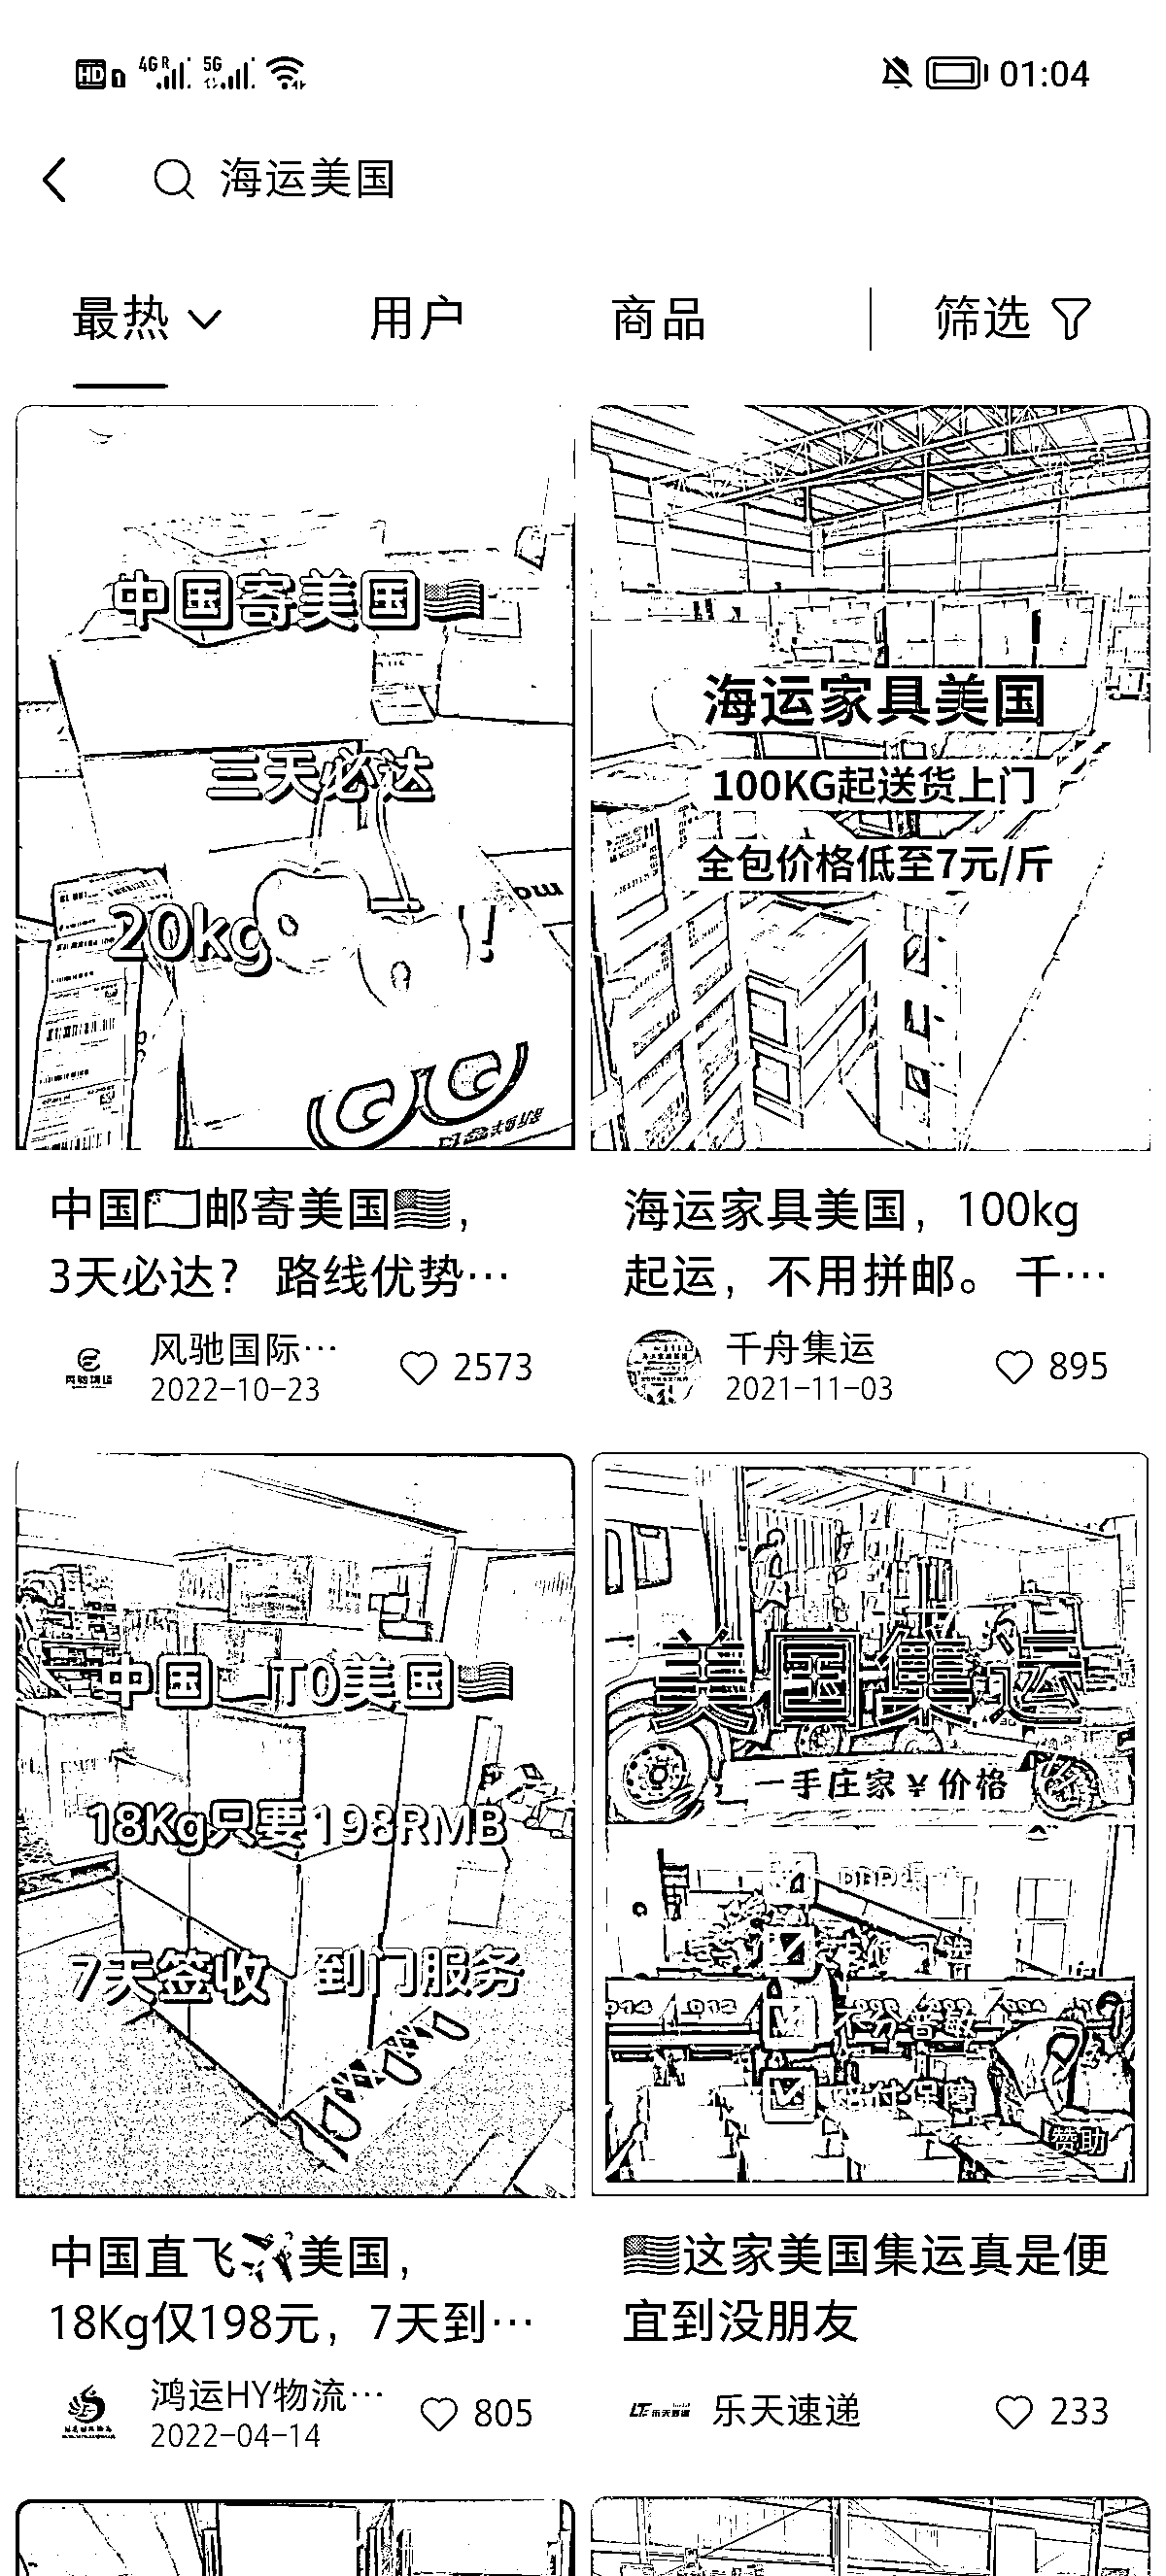 HD 1 4G R 5G 01:04
海运美国
最热 用户 商品 筛选
中国寄美国🇺🇸
三天必达
20kg
海运家具美国
100KG起送货上门
全包价格低至7元/斤
中国🇨🇳邮寄美国🇺🇸，
3天必达？ 路线优势…
风驰国际…
2022-10-23
2573
海运家具美国，100kg
起运，不用拼邮。 千…
千舟集运
2021-11-03
895
中国 TO美国🇺🇸
18Kg只要198RMB
7天签收 到门服务
美国集运
一手庄家￥价格
赔付保障
赞助
中国直飞✈️美国，
18Kg仅198元，7天到…
鸿运HY物流…
2022-04-14
805
🇺🇸这家美国集运真是便
宜到没朋友
乐天速递
233